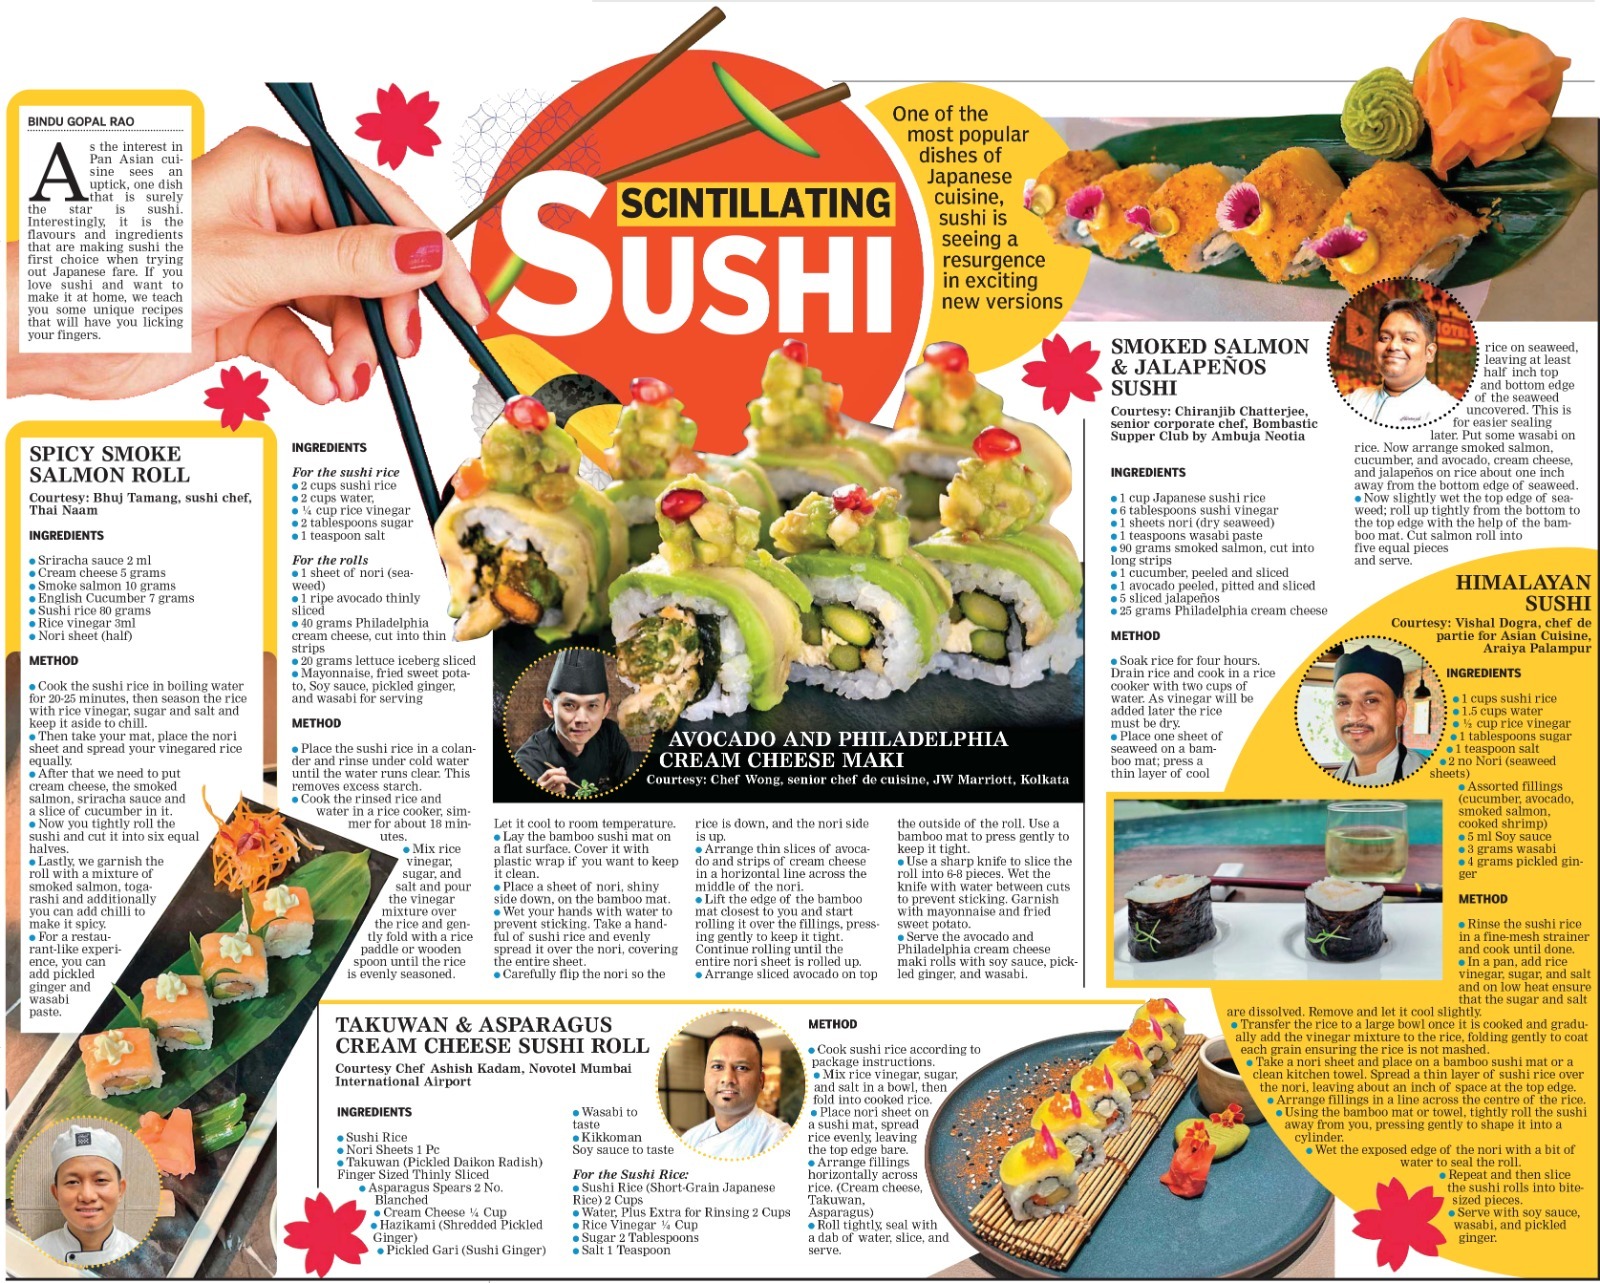 BINDU GOPAL RAO
As the interest in
Pan Asian cui-
sine sees an
uptick, one dish
that is surely
the star is sushi.
Interestingly, it is the
flavours and ingredients
that are making sushi the
first choice when trying
out Japanese fare. If you
love sushi and want to
make it at home, we teach
you some unique recipes
that will have you licking
your fingers.
SCINTILLATING
SUSHI
One of the
most popular
dishes of
Japanese
cuisine,
sushi is
seeing a
resurgence
in exciting
new versions
SPICY SMOKE
SALMON ROLL
Courtesy: Bhuj Tamang, sushi chef,
Thai Naam
INGREDIENTS
● Sriracha sauce 2 ml
● Cream cheese 5 grams
● Smoke salmon 10 grams
● English Cucumber 7 grams
● Sushi rice 80 grams
● Rice vinegar 3ml
● Nori sheet (half)
METHOD
● Cook the sushi rice in boiling water
for 20-25 minutes, then season the rice
with rice vinegar, sugar and salt and
keep it aside to chill.
● Then take your mat, place the nori
sheet and spread your vinegared rice
equally.
● After that we need to put
cream cheese, the smoked
salmon, sriracha sauce and
a slice of cucumber in it.
● Now you tightly roll the
sushi and cut it into six equal
halves.
● Lastly, we garnish the
roll with a mixture of
smoked salmon, toga-
rashi and additionally
you can add chilli to
make it spicy.
● For a restau-
rant-like experi-
ence, you can
add pickled
ginger and
wasabi
paste.
INGREDIENTS
For the sushi rice
● 2 cups sushi rice
● 2 cups water,
● ¼ cup rice vinegar
● 2 tablespoons sugar
● 1 teaspoon salt
For the rolls
● 1 sheet of nori (sea-
weed)
● 1 ripe avocado thinly
sliced
● 40 grams Philadelphia
cream cheese, cut into thin
strips
● 20 grams lettuce iceberg sliced
● Mayonnaise, fried sweet pota-
to, Soy sauce, pickled ginger,
and wasabi for serving
METHOD
● Place the sushi rice in a colan-
der and rinse under cold water
until the water runs clear. This
removes excess starch.
● Cook the rinsed rice and
water in a rice cooker, sim-
mer for about 18 min-
utes.
● Mix rice
vinegar,
sugar, and
salt and pour
the vinegar
mixture over
the rice and gen-
tly fold with a rice
paddle or wooden
spoon until the rice
is evenly seasoned.
AVOCADO AND PHILADELPHIA
CREAM CHEESE MAKI
Courtesy: Chef Wong, senior chef de cuisine, JW Marriott, Kolkata
Let it cool to room temperature.
● Lay the bamboo sushi mat on
a flat surface. Cover it with
plastic wrap if you want to keep
it clean.
● Place a sheet of nori, shiny
side down, on the bamboo mat.
● Wet your hands with water to
prevent sticking. Take a hand-
ful of sushi rice and evenly
spread it over the nori, covering
the entire sheet.
● Carefully flip the nori so the
rice is down, and the nori side
is up.
● Arrange thin slices of avoca-
do and strips of cream cheese
in a horizontal line across the
middle of the nori.
● Lift the edge of the bamboo
mat closest to you and start
rolling it over the fillings, press-
ing gently to keep it tight.
Continue rolling until the
entire nori sheet is rolled up.
● Arrange sliced avocado on top
the outside of the roll. Use a
bamboo mat to press gently to
keep it tight.
● Use a sharp knife to slice the
roll into 6-8 pieces. Wet the
knife with water between cuts
to prevent sticking. Garnish
with mayonnaise and fried
sweet potato.
● Serve the avocado and
Philadelphia cream cheese
maki rolls with soy sauce, pick-
led ginger, and wasabi.
SMOKED SALMON
& JALAPEÑOS
SUSHI
Courtesy: Chiranjib Chatterjee,
senior corporate chef, Bombastic
Supper Club by Ambuja Neotia
INGREDIENTS
● 1 cup Japanese sushi rice
● 6 tablespoons sushi vinegar
● 1 sheets nori (dry seaweed)
● 1 teaspoons wasabi paste
● 90 grams smoked salmon, cut into
long strips
● 1 cucumber, peeled and sliced
● 1 avocado peeled, pitted and sliced
● 5 sliced jalapeños
● 25 grams Philadelphia cream cheese
METHOD
● Soak rice for four hours.
Drain rice and cook in a rice
cooker with two cups of
water. As vinegar will be
added later the rice
must be dry.
● Place one sheet of
seaweed on a bam-
boo mat; press a
thin layer of cool
rice on seaweed,
leaving at least
half inch top
and bottom edge
of the seaweed
uncovered. This is
for easier sealing
later. Put some wasabi on
rice. Now arrange smoked salmon,
cucumber, and avocado, cream cheese,
and jalapeños on rice about one inch
away from the bottom edge of seaweed.
● Now slightly wet the top edge of sea-
weed; roll up tightly from the bottom to
the top edge with the help of the bam-
boo mat. Cut salmon roll into
five equal pieces
and serve.
HIMALAYAN
SUSHI
Courtesy: Vishal Dogra, chef de
partie for Asian Cuisine,
Araiya Palampur
INGREDIENTS
● 1 cups sushi rice
● 1.5 cups water
● ½ cup rice vinegar
● 1 tablespoons sugar
● 1 teaspoon salt
● 2 no Nori (seaweed
sheets)
● Assorted fillings
(cucumber, avocado,
smoked salmon,
cooked shrimp)
● 5 ml Soy sauce
● 3 grams wasabi
● 4 grams pickled gin-
ger
METHOD
● Rinse the sushi rice
in a fine-mesh strainer
and cook until done.
● In a pan, add rice
vinegar, sugar, and salt
and on low heat ensure
that the sugar and salt
are dissolved. Remove and let it cool slightly.
● Transfer the rice to a large bowl once it is cooked and gradu-
ally add the vinegar mixture to the rice, folding gently to coat
each grain ensuring the rice is not mashed.
● Take a nori sheet and place on a bamboo sushi mat or a
clean kitchen towel. Spread a thin layer of sushi rice over
the nori, leaving about an inch of space at the top edge.
● Arrange fillings in a line across the centre of the rice.
● Using the bamboo mat or towel, tightly roll the sushi
away from you, pressing gently to shape it into a
cylinder.
● Wet the exposed edge of the nori with a bit of
water to seal the roll.
● Repeat and then slice
the sushi rolls into bite-
sized pieces.
● Serve with soy sauce,
wasabi, and pickled
ginger.
TAKUWAN & ASPARAGUS
CREAM CHEESE SUSHI ROLL
Courtesy Chef Ashish Kadam, Novotel Mumbai
International Airport
INGREDIENTS
● Sushi Rice
● Nori Sheets 1 Pc
● Takuwan (Pickled Daikon Radish)
Finger Sized Thinly Sliced
● Asparagus Spears 2 No.
Blanched
● Cream Cheese ¼ Cup
● Hazikami (Shredded Pickled
Ginger)
● Pickled Gari (Sushi Ginger)
● Wasabi to
taste
● Kikkoman
Soy sauce to taste
For the Sushi Rice:
● Sushi Rice (Short-Grain Japanese
Rice) 2 Cups
● Water, Plus Extra for Rinsing 2 Cups
● Rice Vinegar ¼ Cup
● Sugar 2 Tablespoons
● Salt 1 Teaspoon
METHOD
● Cook sushi rice according to
package instructions.
● Mix rice vinegar, sugar,
and salt in a bowl, then
fold into cooked rice.
● Place nori sheet on
a sushi mat, spread
rice evenly, leaving
the top edge bare.
● Arrange fillings
horizontally across
rice. (Cream cheese,
Takuwan,
Asparagus)
● Roll tightly, seal with
a dab of water, slice, and
serve.